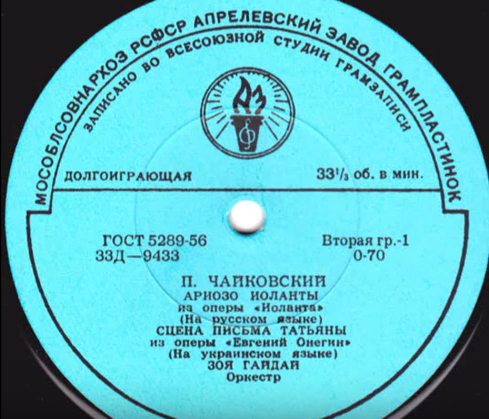 МОСОБЛСОВНАРХОЗ РСФСР АПРЕЛЕВСКИЙ ЗАВОД ГРАМПЛАСТИНОК
ЗАПИСАНО ВО ВСЕСОЮЗНОЙ СТУДИИ ГРАМЗАПИСИ
ДОЛГОИГРАЮЩАЯ 33⅓ об. в мин.
ГОСТ 5289-56 Вторая гр.-1
33Д—9433 0-70
П. ЧАЙКОВСКИЙ
АРИОЗО ИОЛАНТЫ
из оперы «Иоланта»
(На русском языке)
СЦЕНА ПИСЬМА ТАТЬЯНЫ
из оперы «Евгений Онегин»
(На украинском языке)
ЗОЯ ГАЙДАЙ
Оркестр